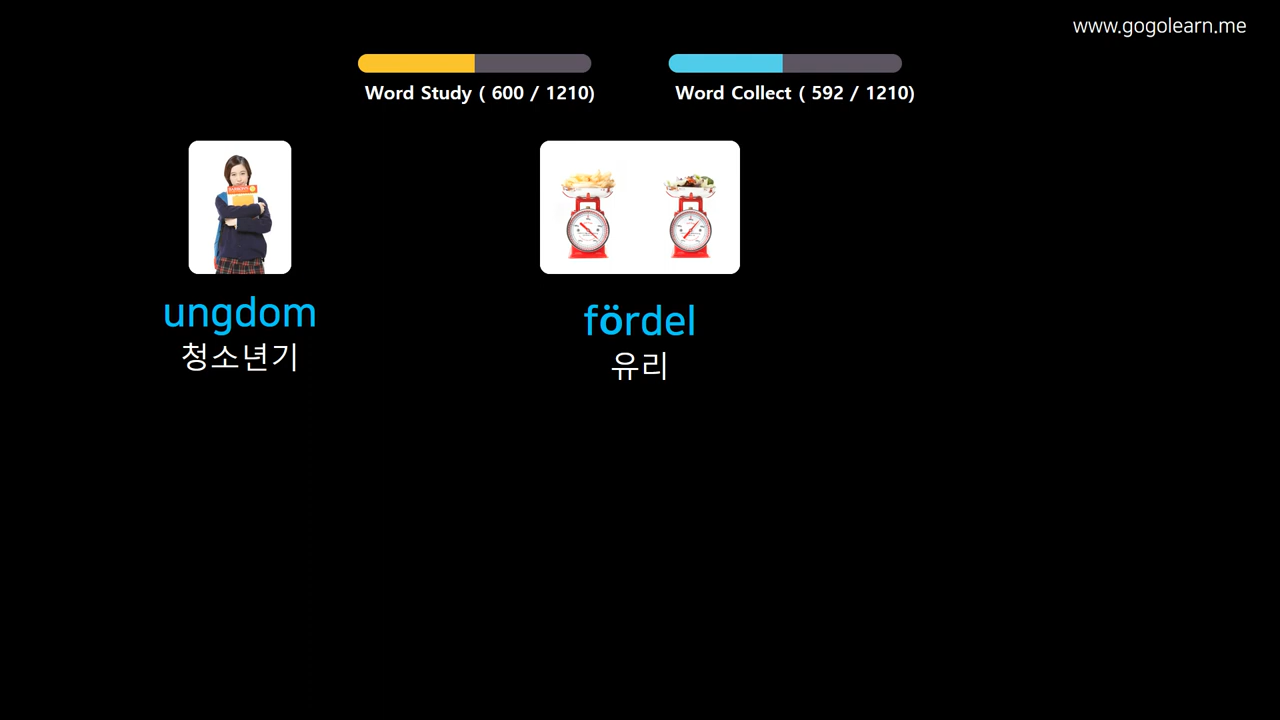 www.gogolearn.me
Word Study ( 600 / 1210)
Word Collect ( 592 / 1210)
ungdom
청소년기
fördel
유리